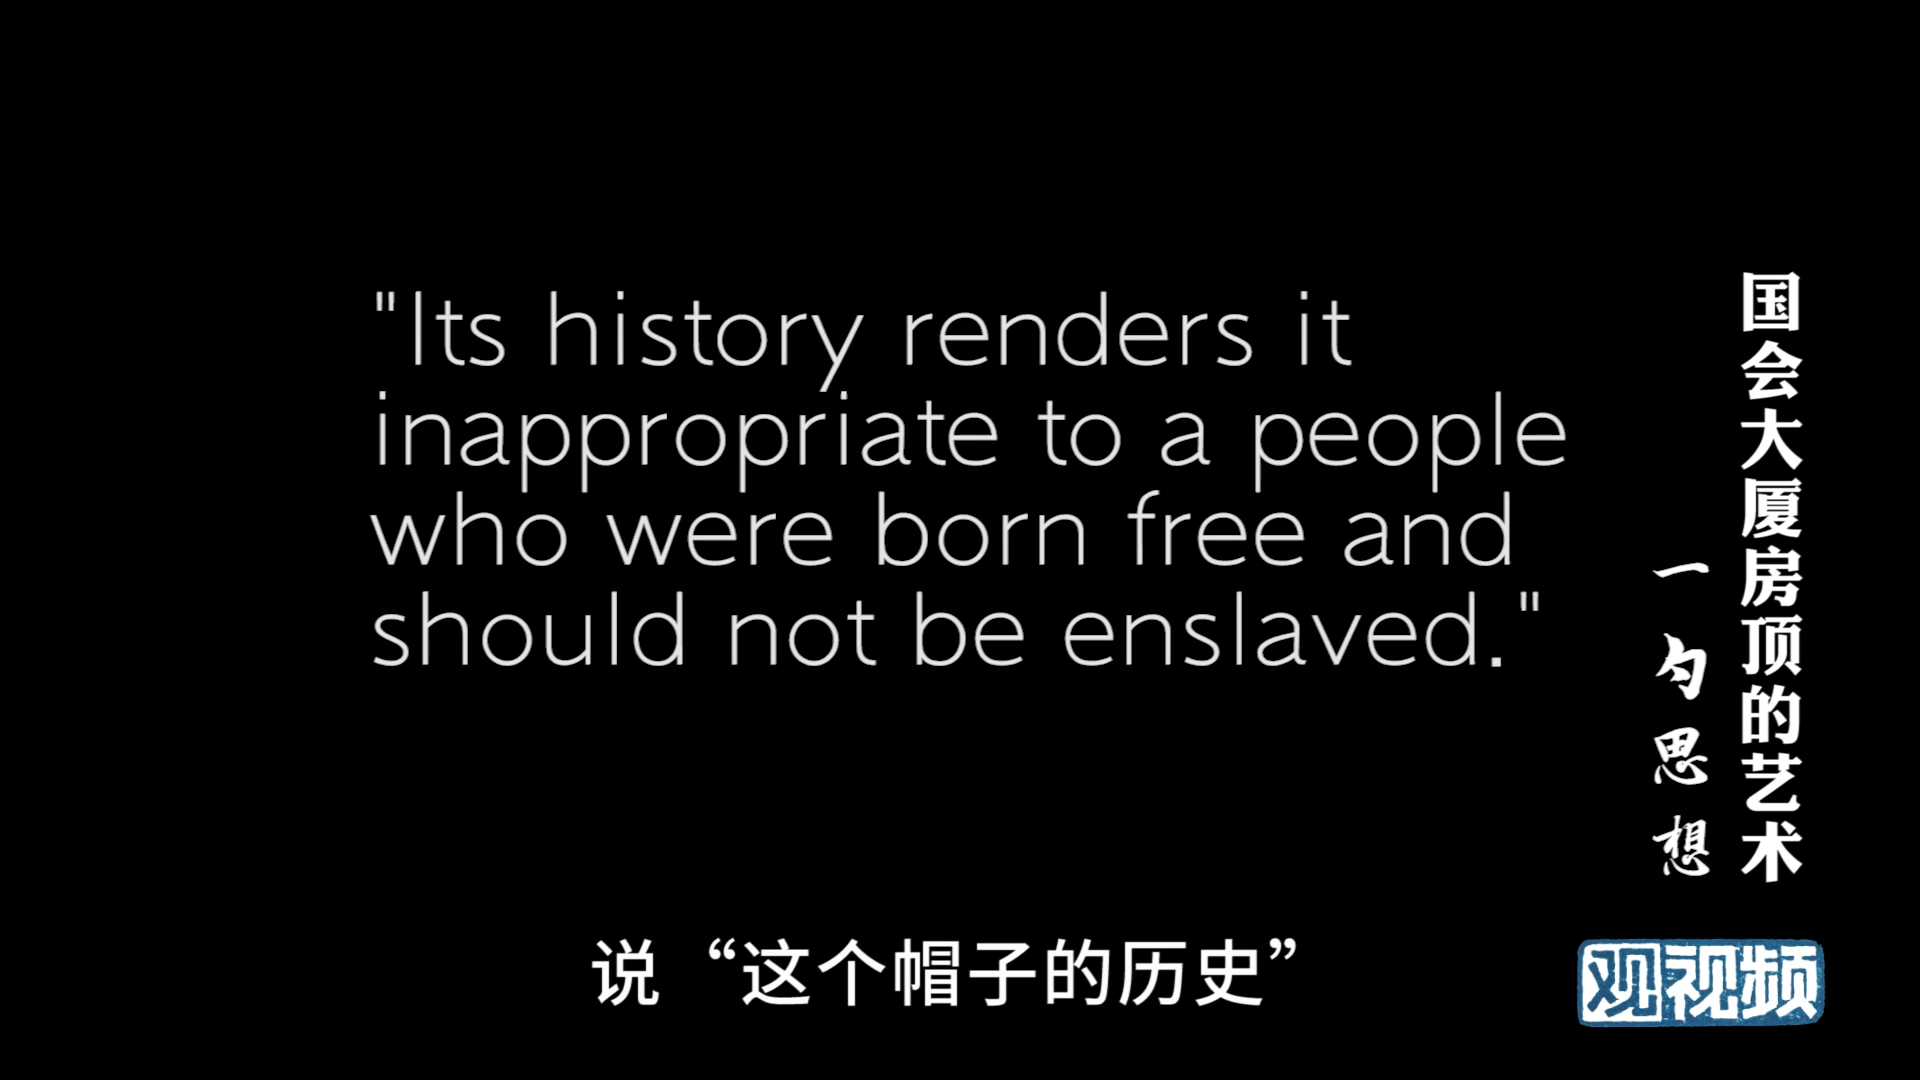 "Its history renders it
inappropriate to a people
who were born free and
should not be enslaved."
国会大厦房顶的艺术
一勺思想
说“这个帽子的历史”
观视频